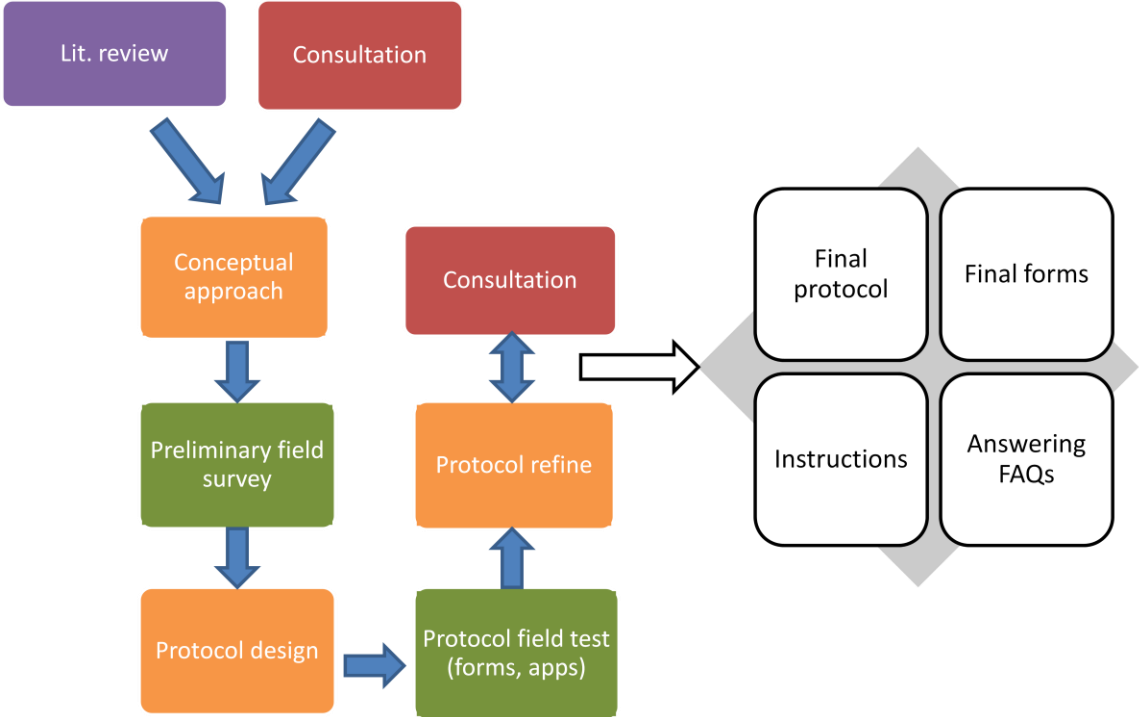 Lit. review
Consultation
Conceptual
approach
Preliminary field
survey
Protocol design
Protocol field test
(forms, apps)
Protocol refine
Consultation
Final
protocol
Final forms
Instructions
Answering
FAQs